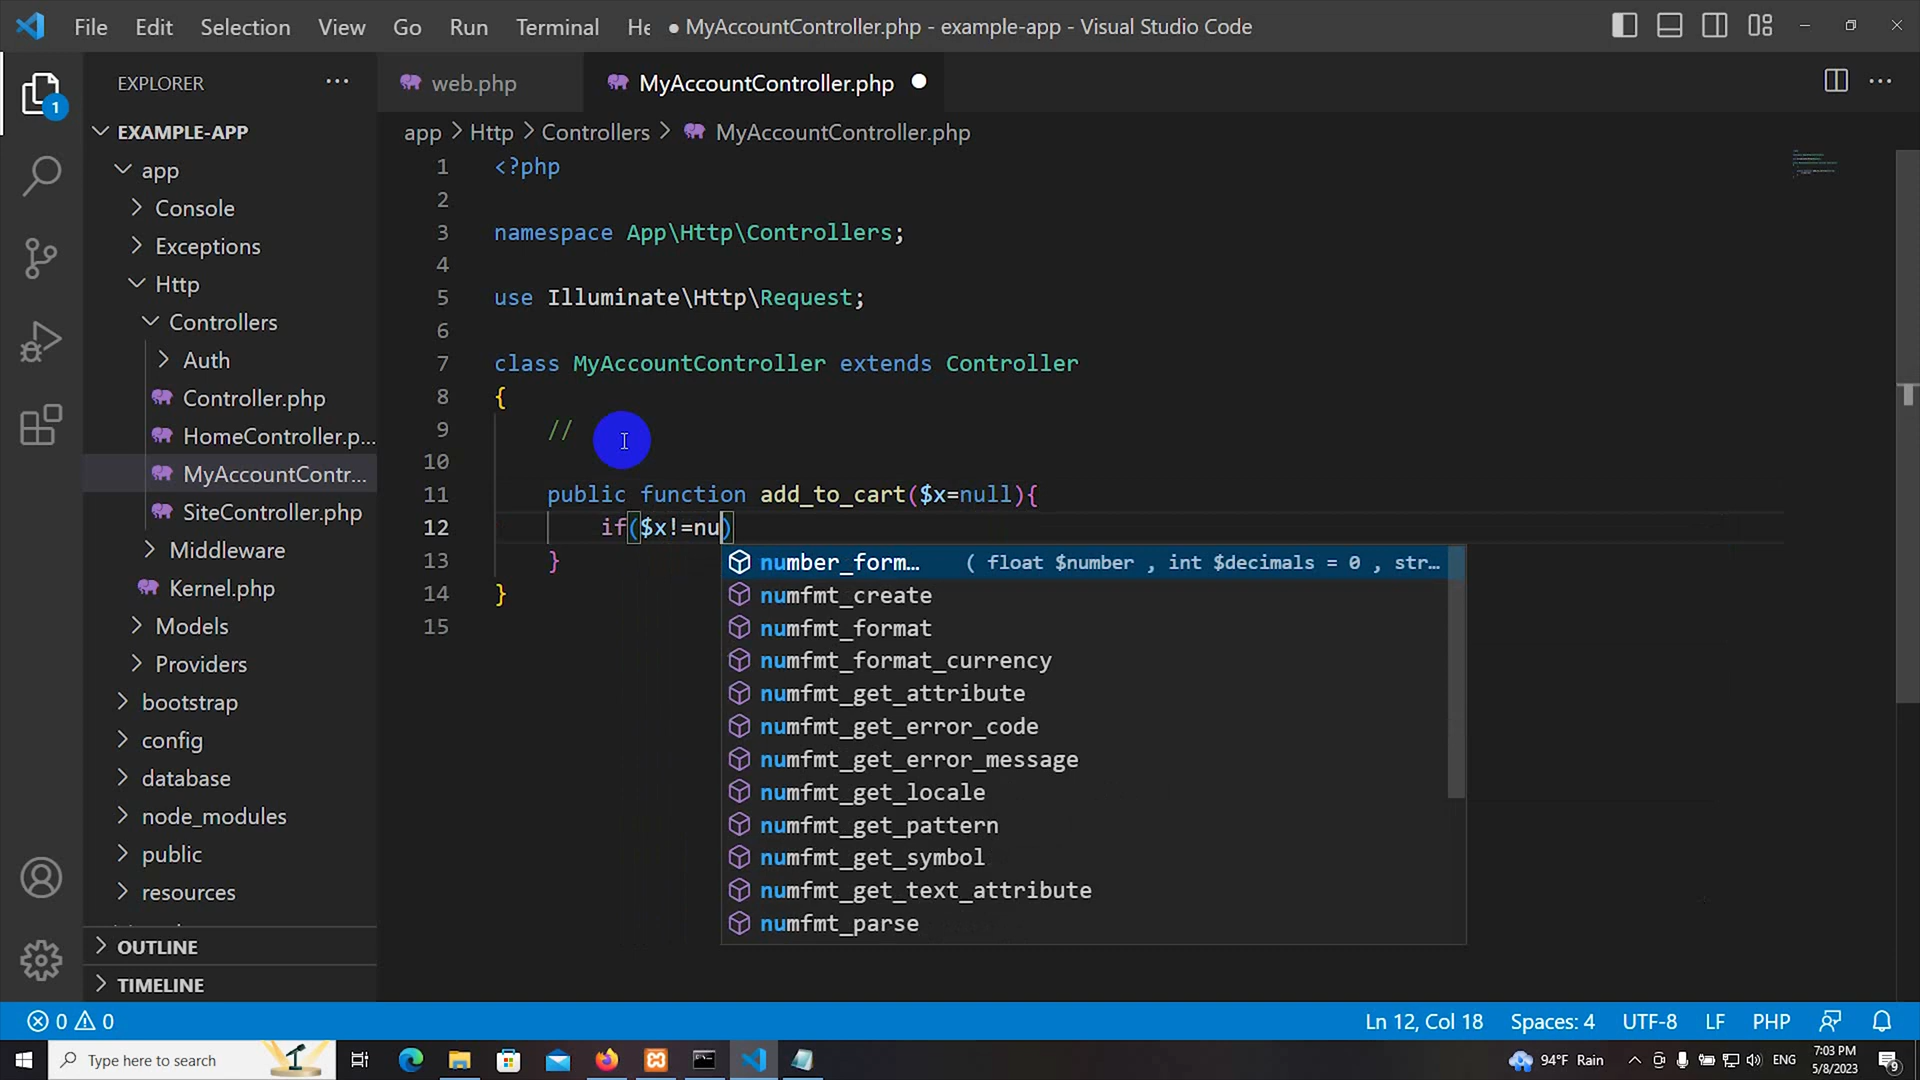 File Edit Selection View Go Run Terminal He ● MyAccountController.php - example-app - Visual Studio Code
EXPLORER ···
web.php MyAccountController.php
1
EXAMPLE-APP
app > Http > Controllers > MyAccountController.php
app
Console
Exceptions
Http
Controllers
Auth
Controller.php
HomeController.p...
MyAccountContr...
SiteController.php
Middleware
Kernel.php
Models
Providers
bootstrap
config
database
node_modules
public
resources
OUTLINE
TIMELINE
1 <?php
2
3 namespace App\Http\Controllers;
4
5 use Illuminate\Http\Request;
6
7 class MyAccountController extends Controller
8 {
9 //
10
11 public function add_to_cart($x=null){
12 if($x!=nu)
13 }
14 }
15
number_form... ( float $number , int $decimals = 0 , str...
numfmt_create
numfmt_format
numfmt_format_currency
numfmt_get_attribute
numfmt_get_error_code
numfmt_get_error_message
numfmt_get_locale
numfmt_get_pattern
numfmt_get_symbol
numfmt_get_text_attribute
numfmt_parse
0 0 Ln 12, Col 18 Spaces: 4 UTF-8 LF PHP
Type here to search 94°F Rain ENG 7:03 PM
5/8/2023 9